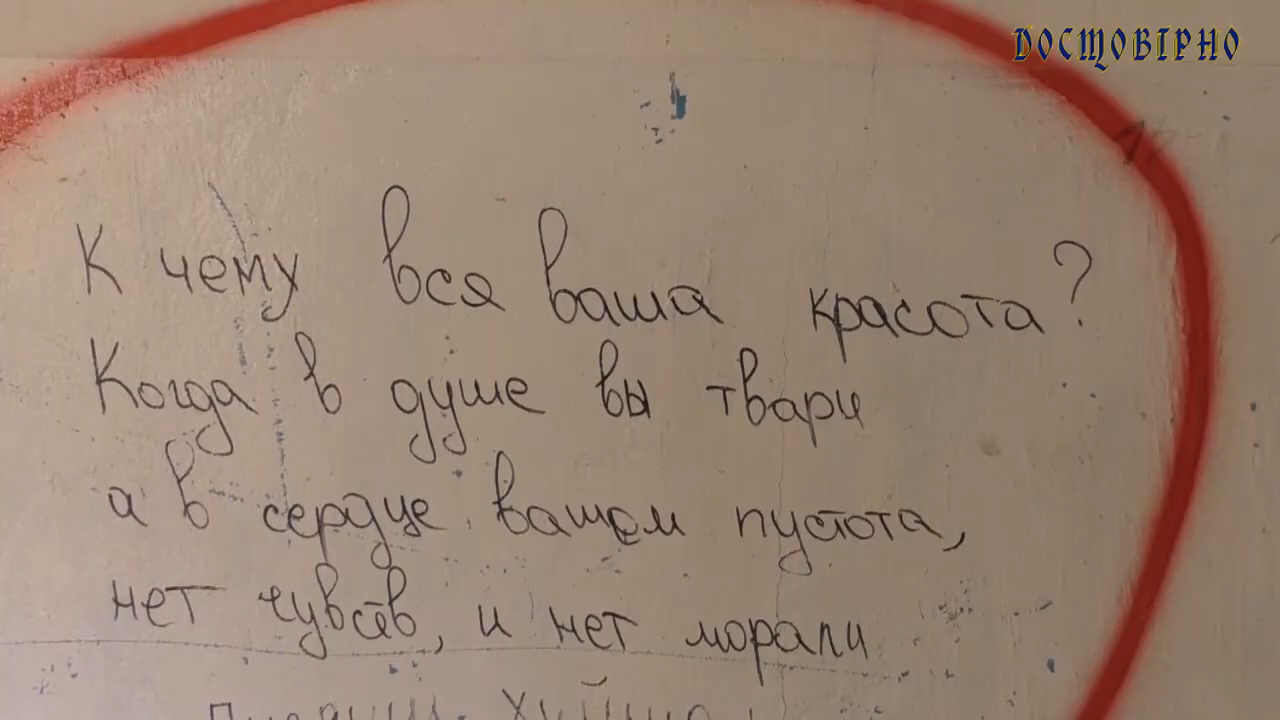 ДОСТОВІРНО
К чему вся ваша красота?
Когда в душе вы твари
а в сердце вашем пустота,
нет чувств, и нет морали